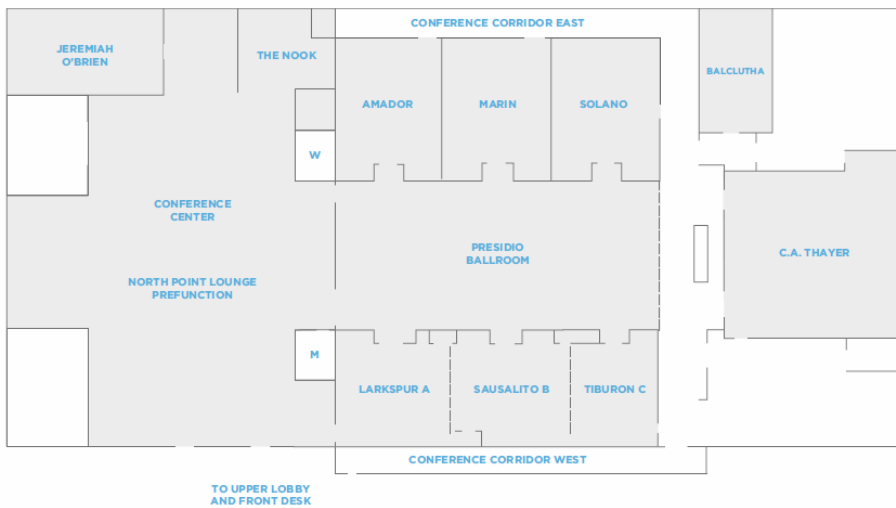 CONFERENCE CORRIDOR EAST
JEREMIAH
O'BRIEN
THE NOOK
BALCLUTHA
AMADOR
MARIN
SOLANO
W
CONFERENCE
CENTER
PRESIDIO
BALLROOM
C.A. THAYER
NORTH POINT LOUNGE
PREFUNCTION
M
LARKSPUR A
SAUSALITO B
TIBURON C
CONFERENCE CORRIDOR WEST
TO UPPER LOBBY
AND FRONT DESK